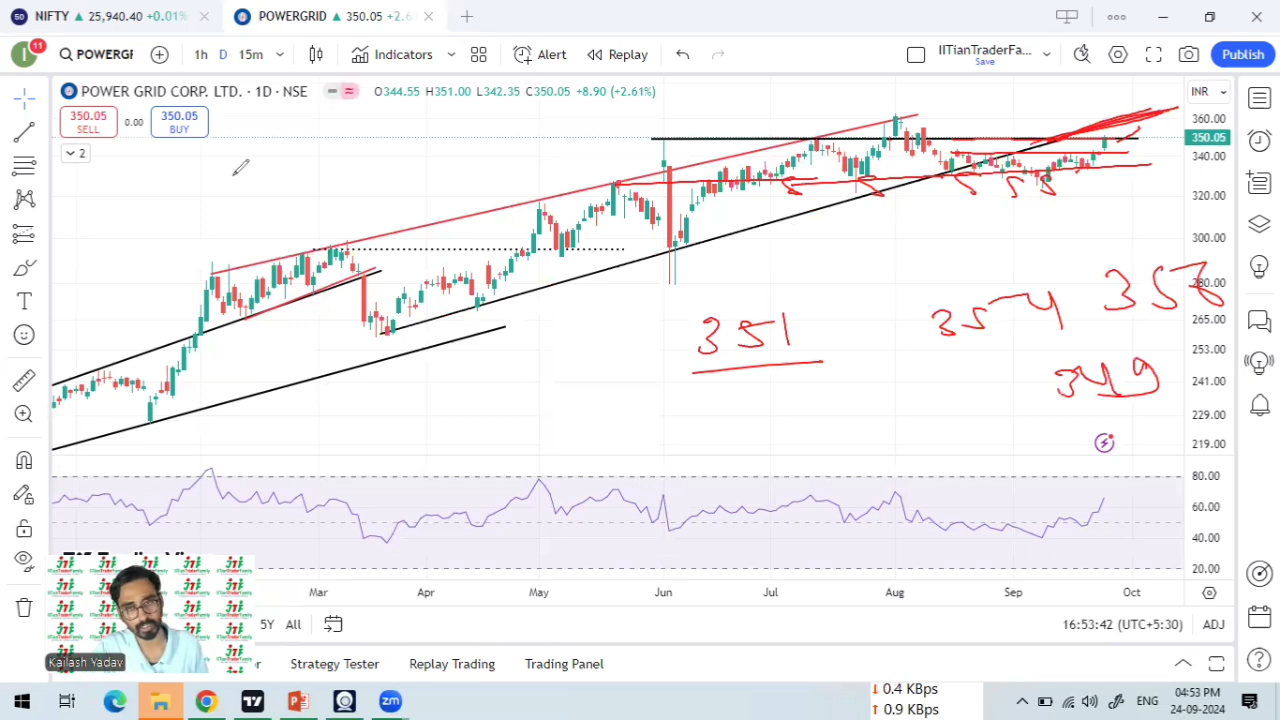 NIFTY ▲ 25,940.40 +0.01%
POWERGRID ▲ 350.05 +2.6
11
POWERGF
1h D 15m
Indicators
Alert
Replay
IITianTraderFa...
Save
Publish
POWER GRID CORP. LTD. · 1D · NSE
O344.55 H351.00 L342.35 C350.05 +8.90 (+2.61%)
INR
350.05
SELL
0.00
350.05
BUY
2
360.00
350.05
340.00
320.00
300.00
280.00
265.00
253.00
241.00
229.00
219.00
351
354
358
349
80.00
60.00
40.00
20.00
Mar Apr May Jun Jul Aug Sep Oct
5Y All
16:53:42 (UTC+5:30) ADJ
Kailash Yadav
Strategy Tester
Replay Trading
Trading Panel
0.4 KBps
0.9 KBps
ENG
04:53 PM
24-09-2024
zm